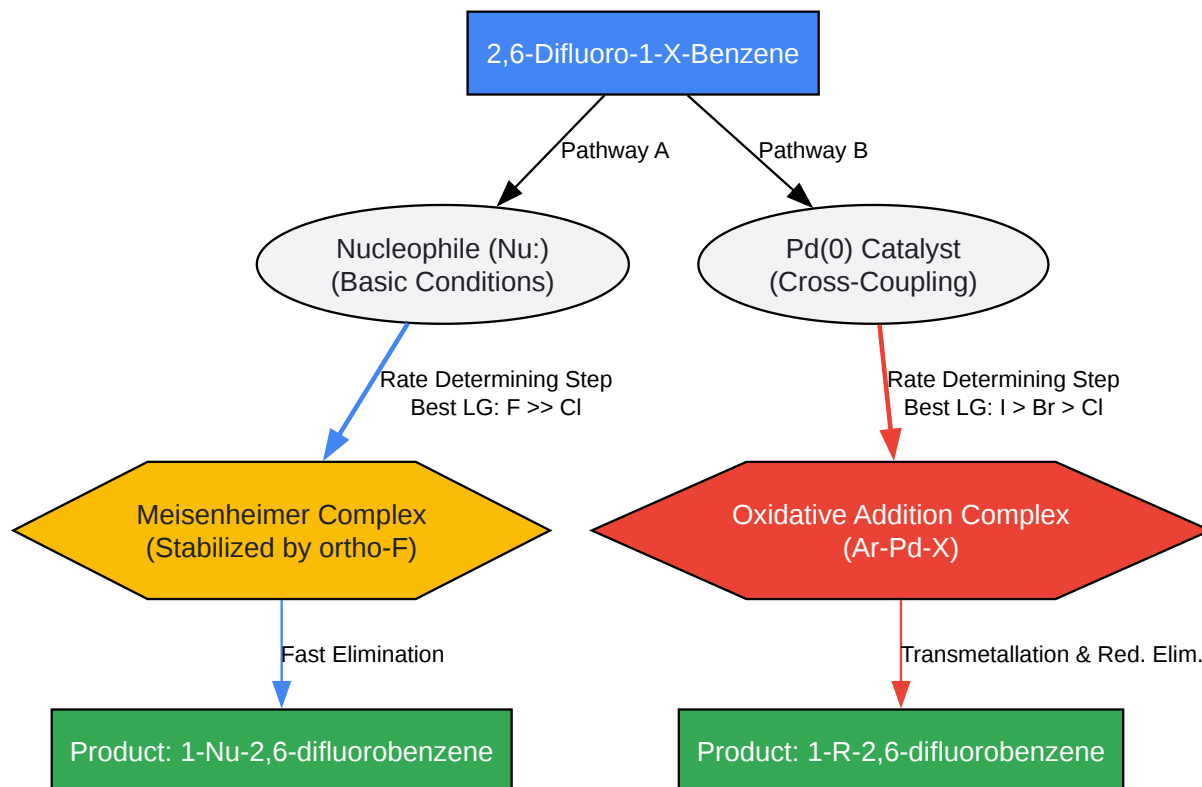 2,6-Difluoro-1-X-Benzene
Pathway A
Pathway B
Nucleophile (Nu:)
(Basic Conditions)
Pd(0) Catalyst
(Cross-Coupling)
Rate Determining Step
Best LG: F >> Cl
Rate Determining Step
Best LG: I > Br > Cl
Meisenheimer Complex
(Stabilized by ortho-F)
Oxidative Addition Complex
(Ar-Pd-X)
Fast Elimination
Transmetallation & Red. Elim.
Product: 1-Nu-2,6-difluorobenzene
Product: 1-R-2,6-difluorobenzene